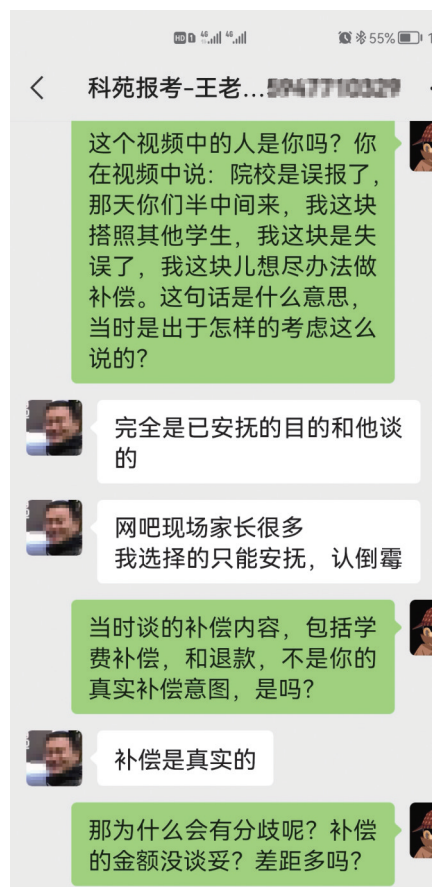 HD 1 4G 4G 55%
科苑报考-王老...
这个视频中的人是你吗？你
在视频中说：院校是误报了，
那天你们半中间来，我这块
搭照其他学生，我这块是失
误了，我这块儿想尽办法做
补偿。这句话是什么意思，
当时是出于怎样的考虑这么
说的？
完全是已安抚的目的和他谈
的
网吧现场家长很多
我选择的只能安抚，认倒霉
当时谈的补偿内容，包括学
费补偿，和退款，不是你的
真实补偿意图，是吗？
补偿是真实的
那为什么会有分歧呢？补偿
的金额没谈妥？差距多吗？